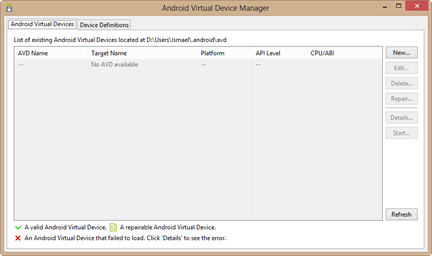 Android Virtual Device Manager
Android Virtual Devices Device Definitions
List of existing Android Virtual Devices located at D:\Users\Ismael\.android\avd
AVD Name Target Name Platform API Level CPU/ABI
-- No AVD available -- --
New...
Edit...
Delete...
Repair...
Details...
Start...
Refresh
A valid Android Virtual Device. A repairable Android Virtual Device.
An Android Virtual Device that failed to load. Click 'Details' to see the error.